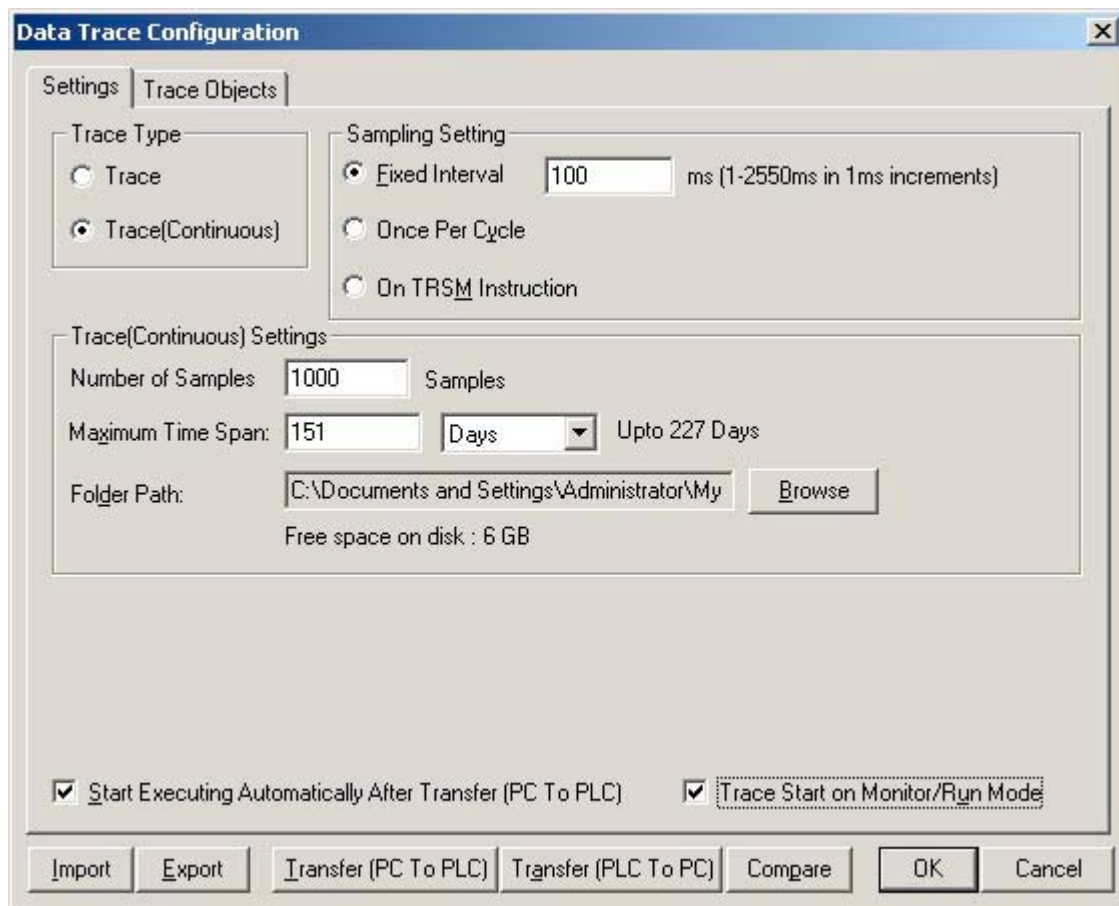 Data Trace Configuration
Settings
Trace Objects
Trace Type
Trace
Trace(Continuous)
Sampling Setting
Fixed Interval 100 ms (1-2550ms in 1ms increments)
Once Per Cycle
On TRSM Instruction
Trace(Continuous) Settings
Number of Samples 1000 Samples
Maximum Time Span: 151 Days Upto 227 Days
Folder Path: C:\Documents and Settings\Administrator\My Browse
Free space on disk : 6 GB
Start Executing Automatically After Transfer (PC To PLC) Trace Start on Monitor/Run Mode
Import Export Transfer (PC To PLC) Transfer (PLC To PC) Compare OK Cancel